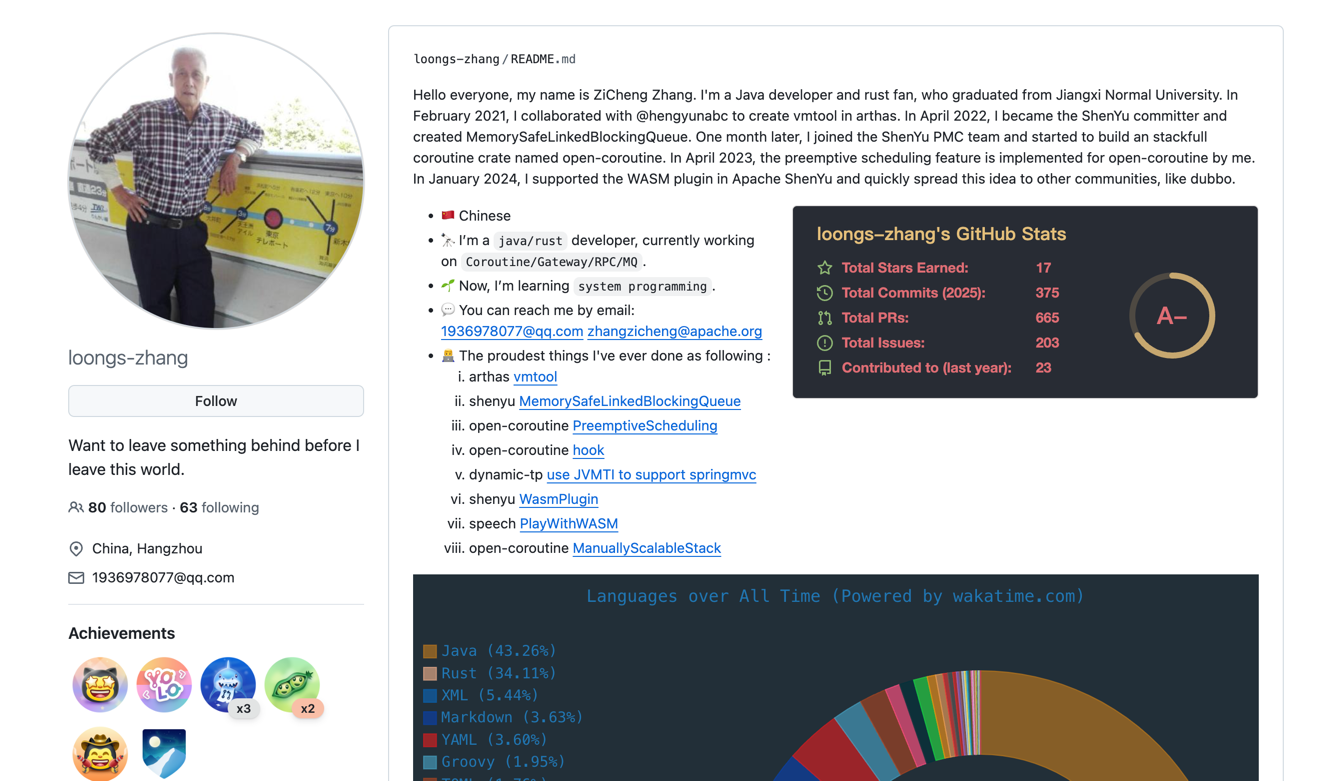 loongs-zhang/README.md
Hello everyone, my name is ZiCheng Zhang. I'm a Java developer and rust fan, who graduated from Jiangxi Normal University. In
February 2021, I collaborated with @hengyunabc to create vmtool in arthas. In April 2022, I became the ShenYu committer and
created MemorySafeLinkedBlockingQueue. One month later, I joined the ShenYu PMC team and started to build an stackfull
coroutine crate named open-coroutine. In April 2023, the preemptive scheduling feature is implemented for open-coroutine by me.
In January 2024, I supported the WASM plugin in Apache ShenYu and quickly spread this idea to other communities, like dubbo.
🇨🇳 Chinese
🔭 I'm a java/rust developer, currently working
on Coroutine/Gateway/RPC/MQ.
🌱 Now, I'm learning system programming.
💬 You can reach me by email:
1936978077@qq.com zhangzicheng@apache.org
The proudest things I've ever done as following :
i. arthas vmtool
ii. shenyu MemorySafeLinkedBlockingQueue
iii. open-coroutine PreemptiveScheduling
iv. open-coroutine hook
v. dynamic-tp use JVMTI to support springmvc
vi. shenyu WasmPlugin
vii. speech PlayWithWASM
viii. open-coroutine ManuallyScalableStack
loongs-zhang's GitHub Stats
Total Stars Earned: 17
Total Commits (2025): 375
Total PRs: 665
Total Issues: 203
Contributed to (last year): 23
A-
Languages over All Time (Powered by wakatime.com)
Java (43.26%)
Rust (34.11%)
XML (5.44%)
Markdown (3.63%)
YAML (3.60%)
Groovy (1.95%)
東京
テレポート
loongs-zhang
Follow
Want to leave something behind before I
leave this world.
80 followers · 63 following
China, Hangzhou
1936978077@qq.com
Achievements
YOLO
x3
x2